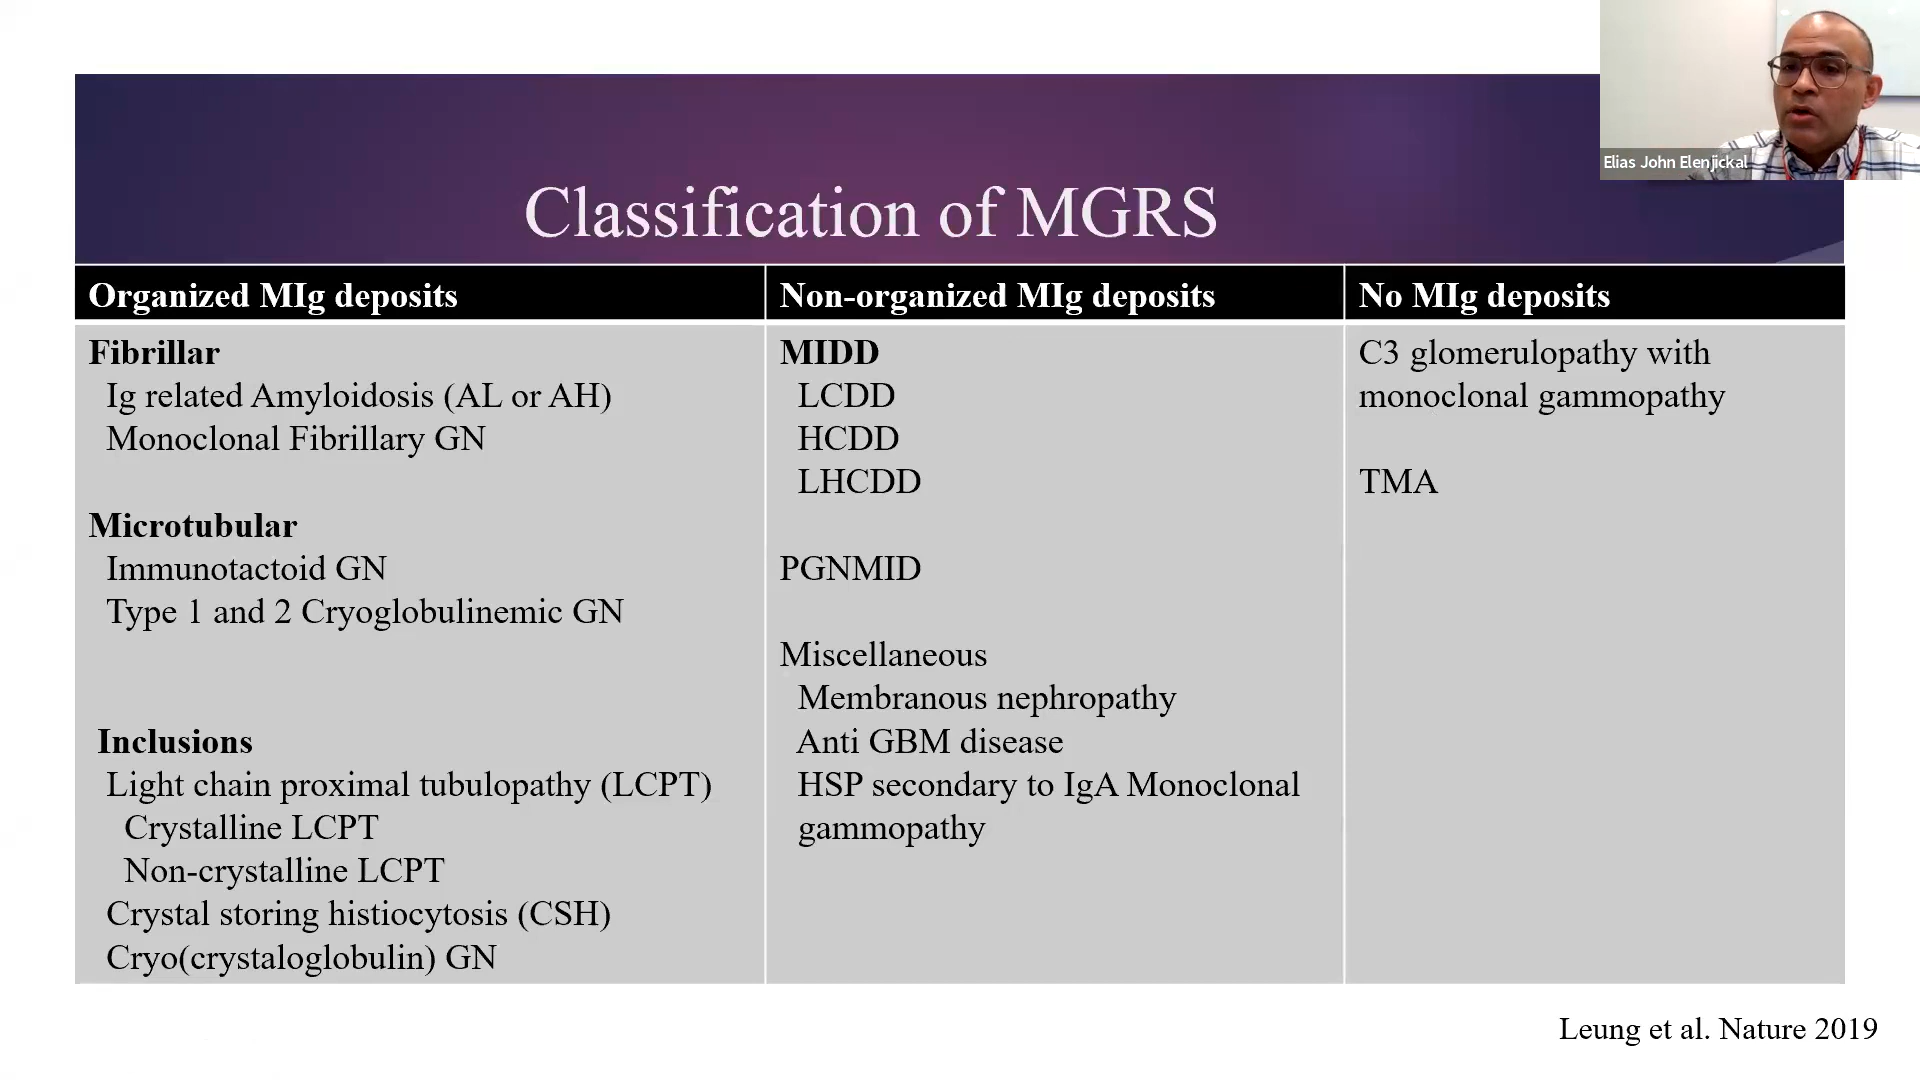 Elias John Elenjickal
Classification of MGRS
Organized MIg deposits
Non-organized MIg deposits
No MIg deposits
Fibrillar
Ig related Amyloidosis (AL or AH)
Monoclonal Fibrillary GN
Microtubular
Immunotactoid GN
Type 1 and 2 Cryoglobulinemic GN
Inclusions
Light chain proximal tubulopathy (LCPT)
Crystalline LCPT
Non-crystalline LCPT
Crystal storing histiocytosis (CSH)
Cryo(crystaloglobulin) GN
MIDD
LCDD
HCDD
LHCDD
PGNMID
Miscellaneous
Membranous nephropathy
Anti GBM disease
HSP secondary to IgA Monoclonal
gammopathy
C3 glomerulopathy with
monoclonal gammopathy
TMA
Leung et al. Nature 2019